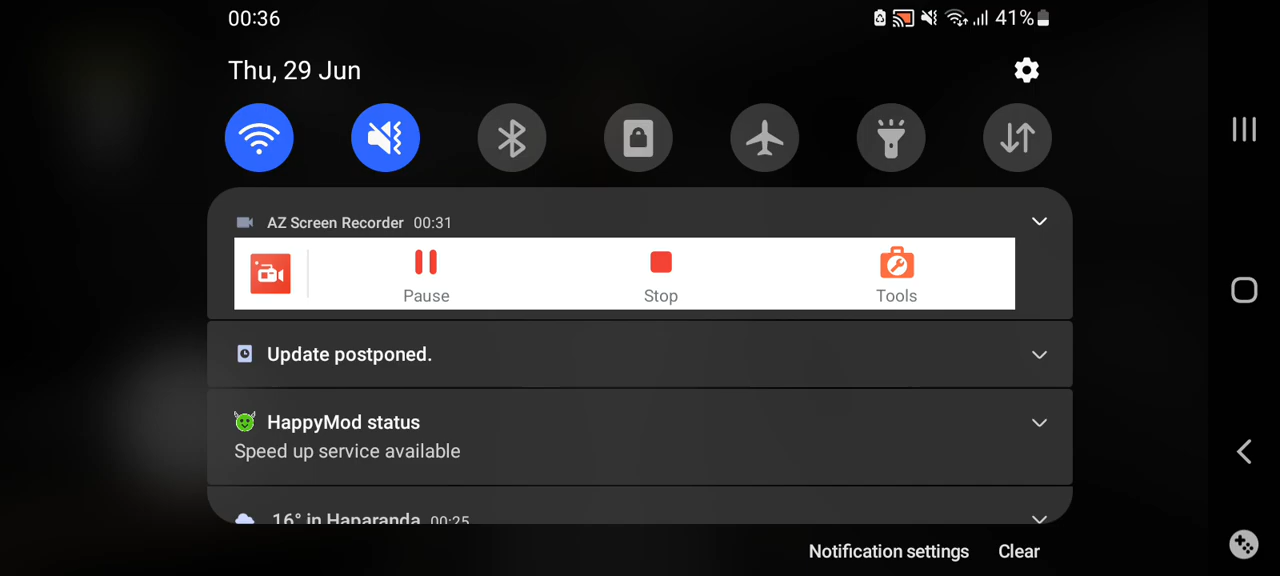 00:36
41%
Thu, 29 Jun
AZ Screen Recorder 00:31
Pause
Stop
Tools
Update postponed.
HappyMod status
Speed up service available
16° in Haparanda 00:25
Notification settings
Clear